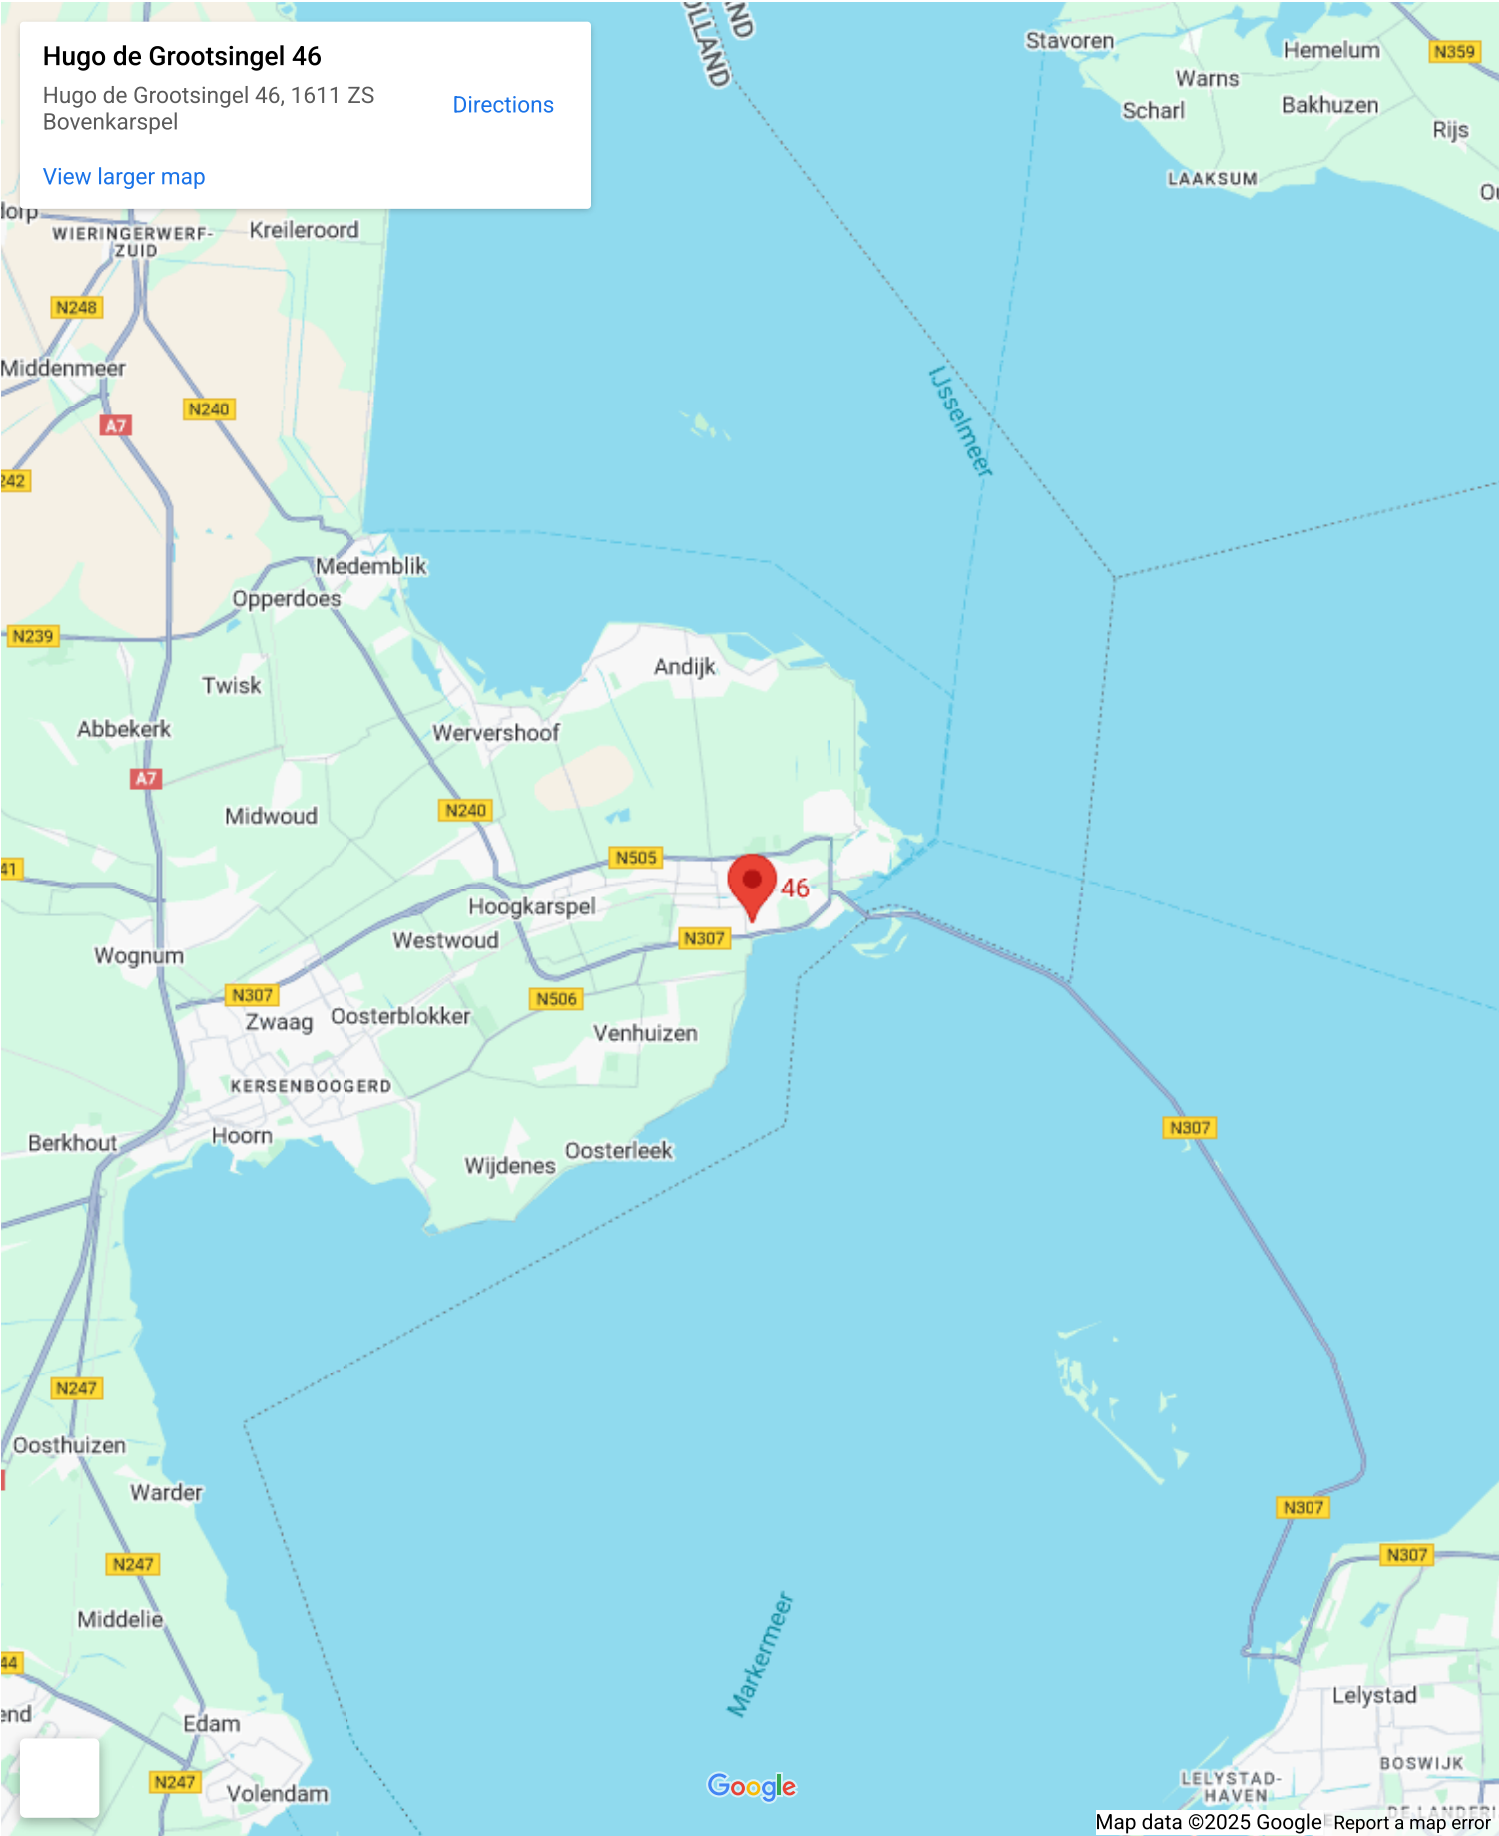 Hugo de Grootsingel 46
Hugo de Grootsingel 46, 1611 ZS
Bovenkarspel
Directions
View larger map
Stavoren
Hemelum
N359
Warns
Scharl
Bakhuzen
Rijs
LAAKSUM
WIERINGERWERF-
ZUID
Kreileroord
N248
Middenmeer
N240
A7
IJsselmeer
Medemblik
Opperdoes
N239
Andijk
Twisk
Abbekerk
Wervershoof
A7
N240
Midwoud
N505
46
Hoogkarspel
Westwoud
N307
Wognum
N307
N506
Zwaag
Oosterblokker
Venhuizen
KERSENBOOGERD
N307
Hoorn
Berkhout
Oosterleek
Wijdenes
N247
Oosthuizen
Warder
N307
N307
N247
Middelie
Markermeer
Lelystad
Edam
BOSWIJK
N247
Volendam
LELYSTAD-
HAVEN
Google
Map data ©2025 Google
Report a map error